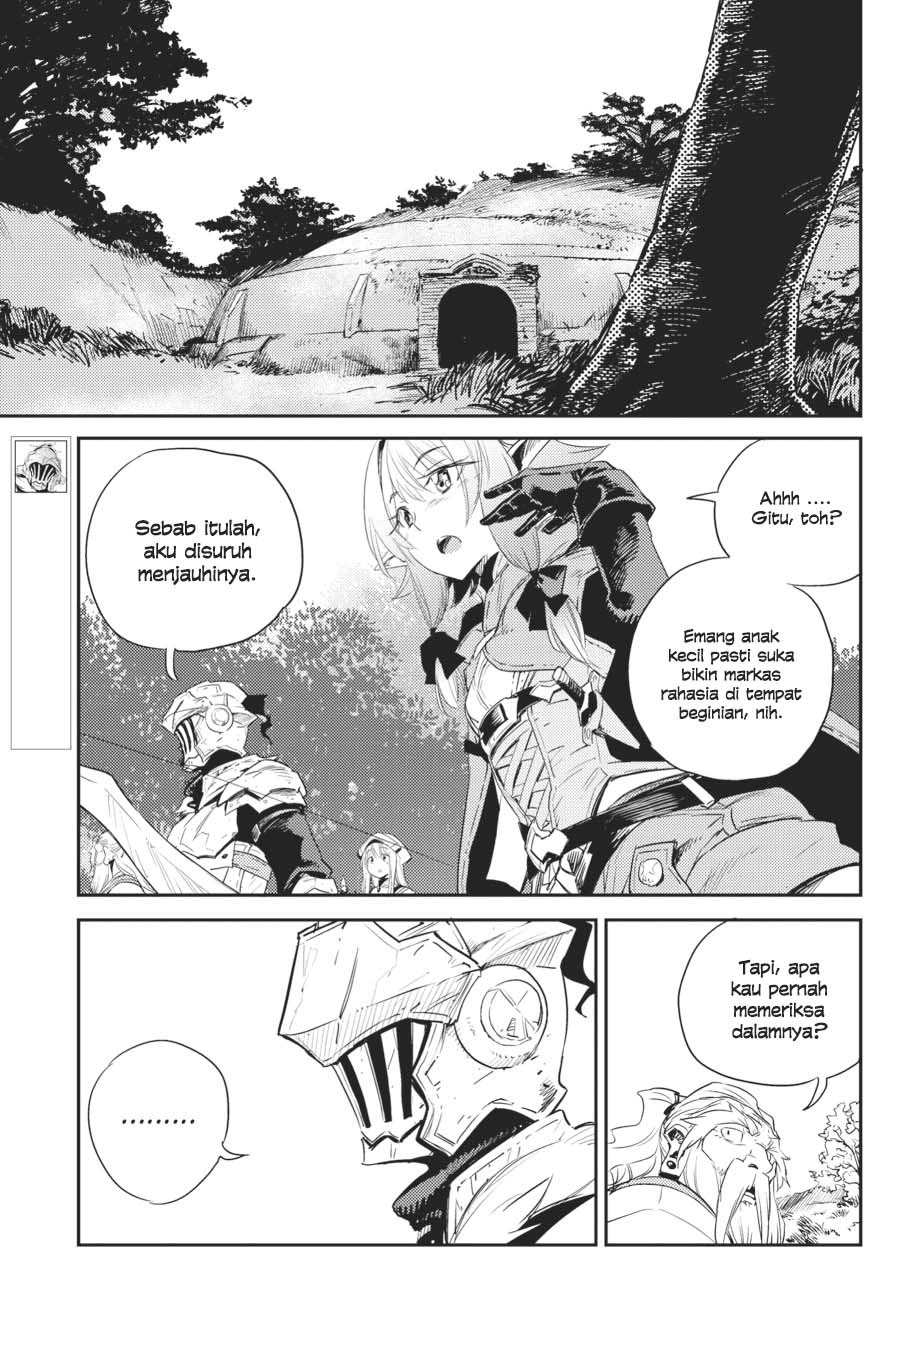 Ahhh ....
Gitu, toh?
Emang anak
kecil pasti suka
bikin markas
rahasia di tempat
beginian, nih.
Sebab itulah,
aku disuruh
menjauhinya.
Tapi, apa
kau pernah
memeriksa
dalamnya?
.........